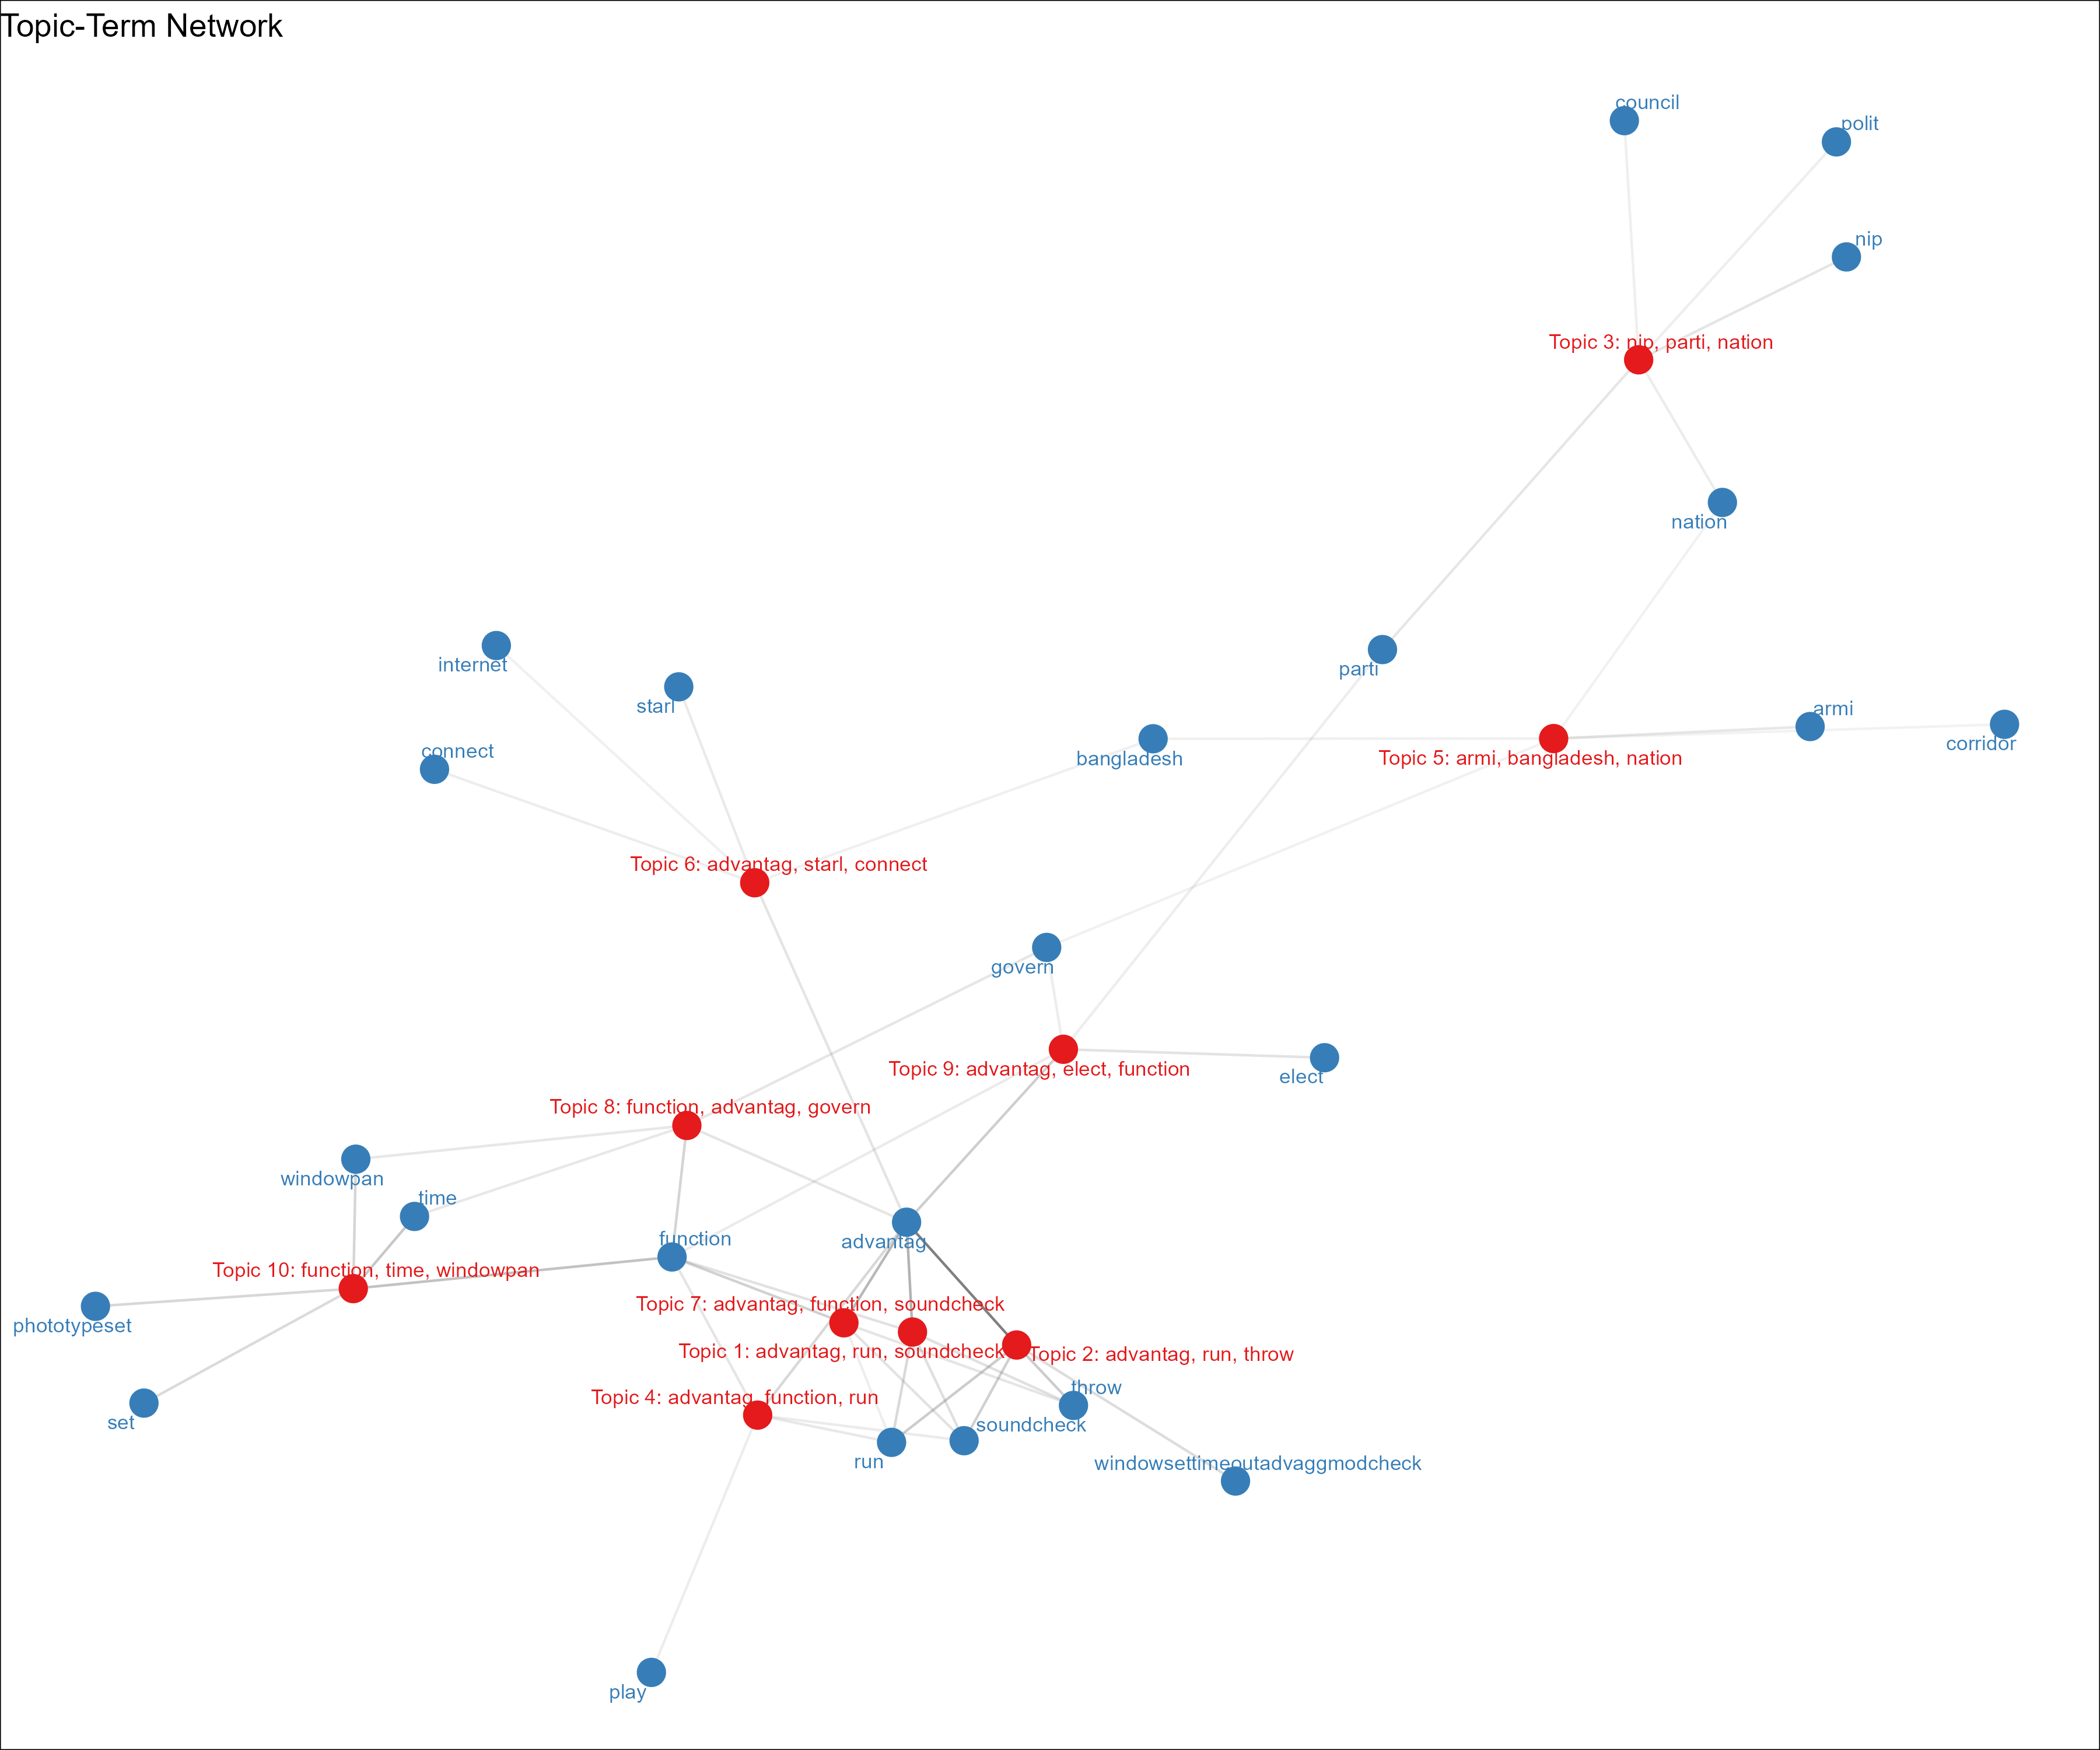 Topic-Term Network
council
polit
nip
Topic 3: nip, parti, nation
nation
internet
parti
starl
armi
corridor
connect
bangladesh
Topic 5: armi, bangladesh, nation
Topic 6: advantag, starl, connect
govern
Topic 9: advantag, elect, function
elect
Topic 8: function, advantag, govern
windowpan
time
function
advantag
Topic 10: function, time, windowpan
Topic 7: advantag, function, soundcheck
phototypeset
Topic 1: advantag, run, soundcheck
Topic 2: advantag, run, throw
throw
Topic 4: advantag, function, run
set
soundcheck
run
windowsettimeoutadvaggmodcheck
play